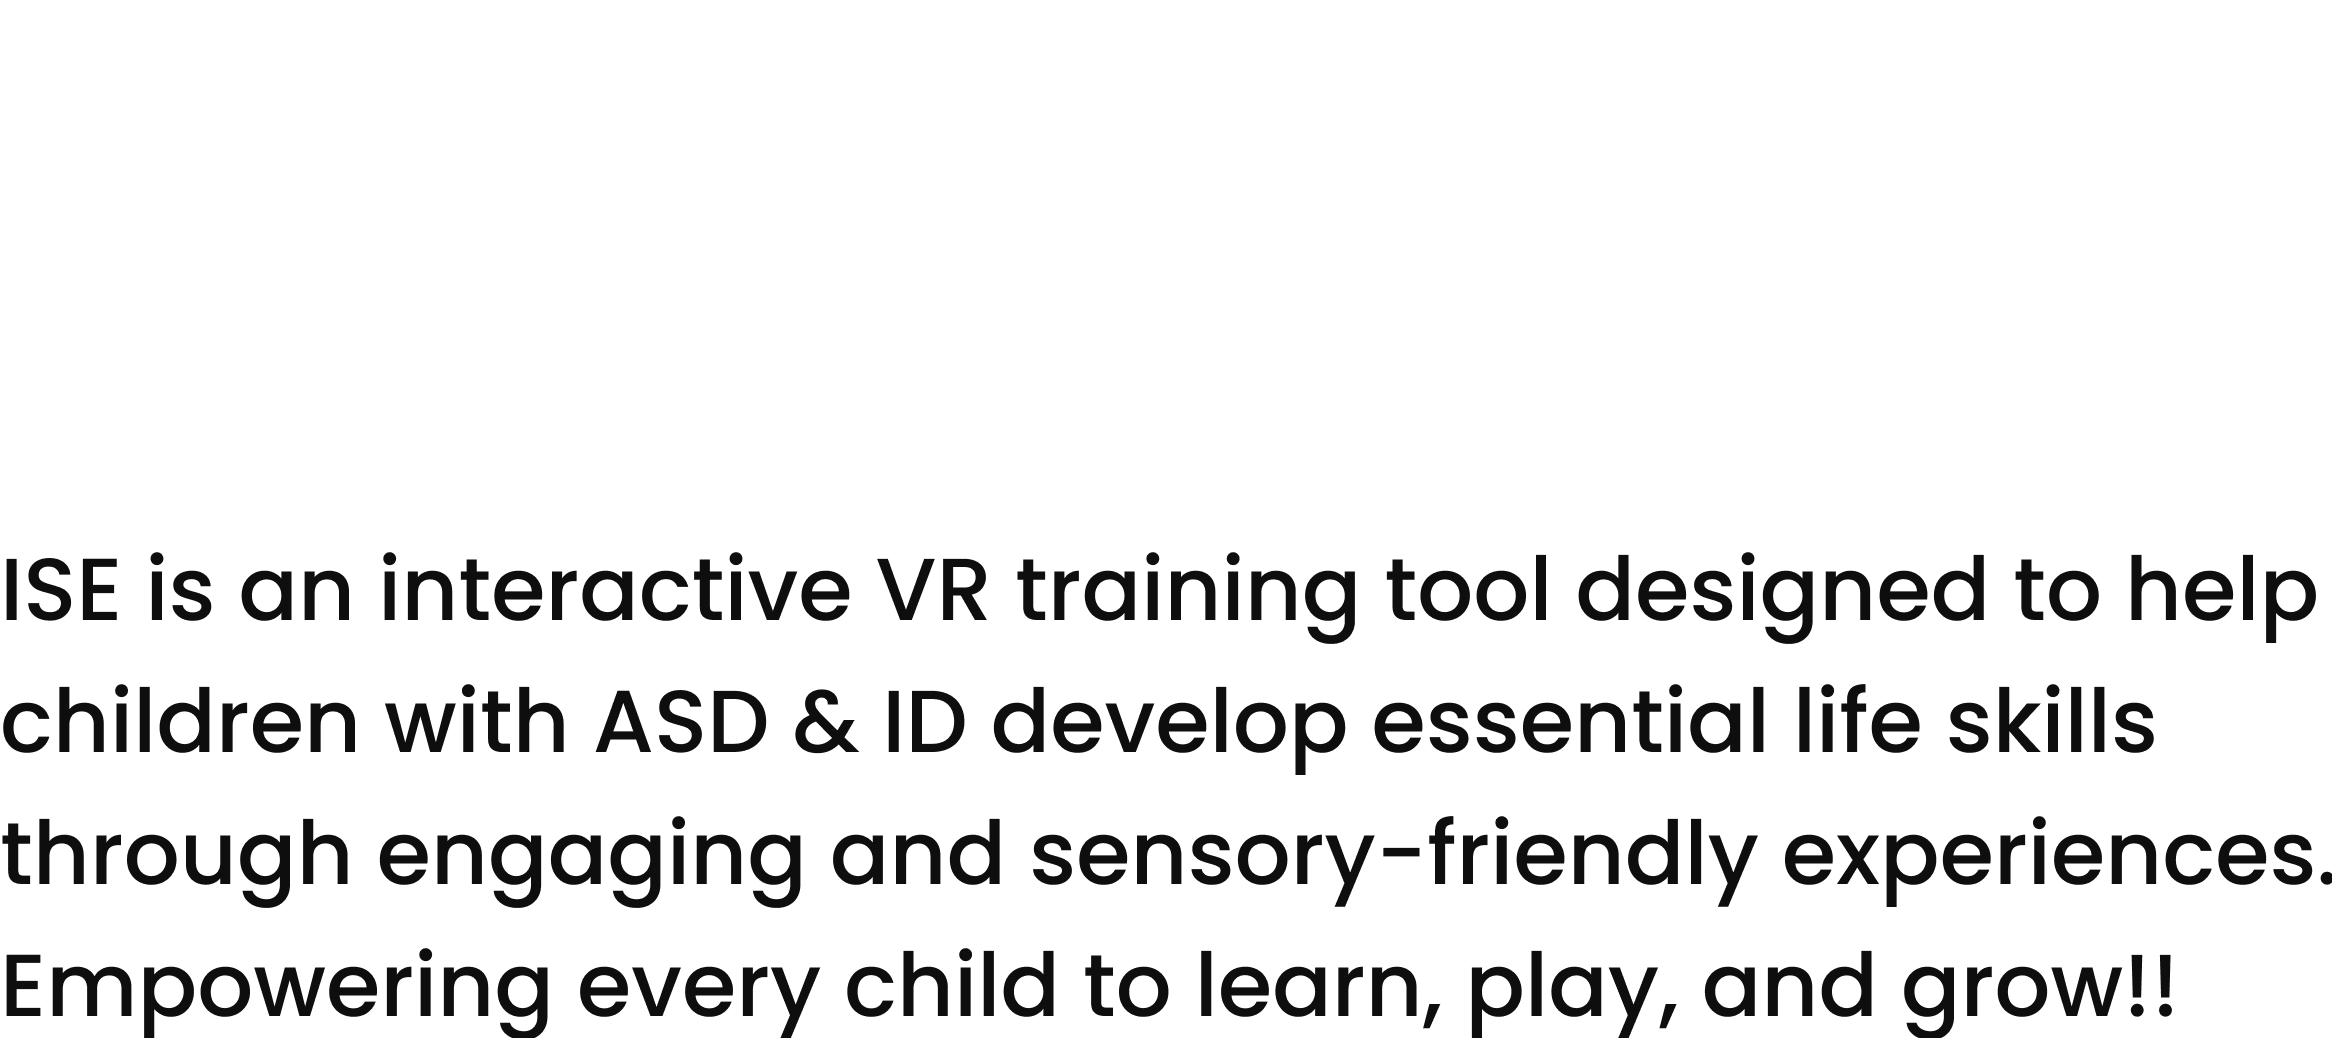 ISE is an interactive VR training tool designed to help
children with ASD & ID develop essential life skills
through engaging and sensory-friendly experiences.
Empowering every child to learn, play, and grow!!